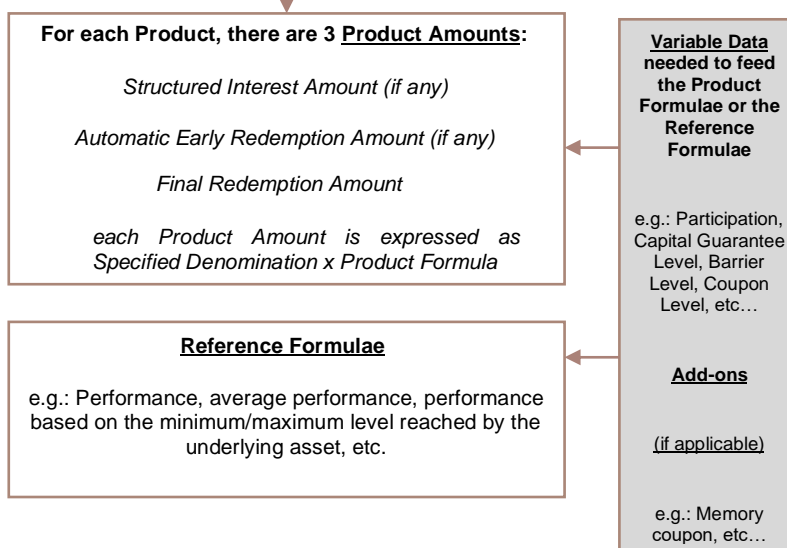 For each Product, there are 3 Product Amounts:
Structured Interest Amount (if any)
Automatic Early Redemption Amount (if any)
Final Redemption Amount
each Product Amount is expressed as
Specified Denomination x Product Formula
Reference Formulae
e.g.: Performance, average performance, performance
based on the minimum/maximum level reached by the
underlying asset, etc.
Variable Data
needed to feed
the Product
Formulae or the
Reference
Formulae
e.g.: Participation,
Capital Guarantee
Level, Barrier
Level, Coupon
Level, etc…
Add-ons
(if applicable)
e.g.: Memory
coupon, etc…